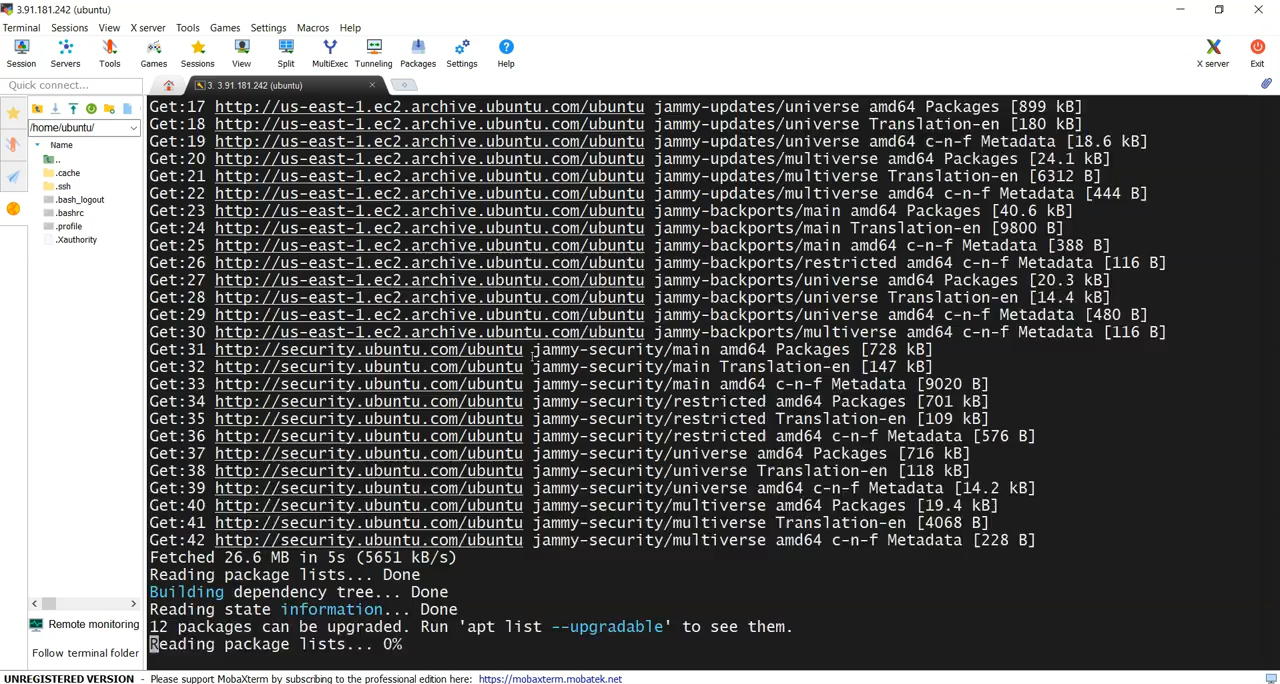 3.91.181.242 (ubuntu)
Terminal Sessions View X server Tools Games Settings Macros Help
Session Servers Tools Games Sessions View Split MultiExec Tunneling Packages Settings Help X server Exit
Quick connect...
3. 3.91.181.242 (ubuntu)
/home/ubuntu/
Name
..
.cache
.ssh
.bash_logout
.bashrc
.profile
.Xauthority
Remote monitoring
Follow terminal folder
Get:17 http://us-east-1.ec2.archive.ubuntu.com/ubuntu jammy-updates/universe amd64 Packages [899 kB]
Get:18 http://us-east-1.ec2.archive.ubuntu.com/ubuntu jammy-updates/universe Translation-en [180 kB]
Get:19 http://us-east-1.ec2.archive.ubuntu.com/ubuntu jammy-updates/universe amd64 c-n-f Metadata [18.6 kB]
Get:20 http://us-east-1.ec2.archive.ubuntu.com/ubuntu jammy-updates/multiverse amd64 Packages [24.1 kB]
Get:21 http://us-east-1.ec2.archive.ubuntu.com/ubuntu jammy-updates/multiverse Translation-en [6312 B]
Get:22 http://us-east-1.ec2.archive.ubuntu.com/ubuntu jammy-updates/multiverse amd64 c-n-f Metadata [444 B]
Get:23 http://us-east-1.ec2.archive.ubuntu.com/ubuntu jammy-backports/main amd64 Packages [40.6 kB]
Get:24 http://us-east-1.ec2.archive.ubuntu.com/ubuntu jammy-backports/main Translation-en [9800 B]
Get:25 http://us-east-1.ec2.archive.ubuntu.com/ubuntu jammy-backports/main amd64 c-n-f Metadata [388 B]
Get:26 http://us-east-1.ec2.archive.ubuntu.com/ubuntu jammy-backports/restricted amd64 c-n-f Metadata [116 B]
Get:27 http://us-east-1.ec2.archive.ubuntu.com/ubuntu jammy-backports/universe amd64 Packages [20.3 kB]
Get:28 http://us-east-1.ec2.archive.ubuntu.com/ubuntu jammy-backports/universe Translation-en [14.4 kB]
Get:29 http://us-east-1.ec2.archive.ubuntu.com/ubuntu jammy-backports/universe amd64 c-n-f Metadata [480 B]
Get:30 http://us-east-1.ec2.archive.ubuntu.com/ubuntu jammy-backports/multiverse amd64 c-n-f Metadata [116 B]
Get:31 http://security.ubuntu.com/ubuntu jammy-security/main amd64 Packages [728 kB]
Get:32 http://security.ubuntu.com/ubuntu jammy-security/main Translation-en [147 kB]
Get:33 http://security.ubuntu.com/ubuntu jammy-security/main amd64 c-n-f Metadata [9020 B]
Get:34 http://security.ubuntu.com/ubuntu jammy-security/restricted amd64 Packages [701 kB]
Get:35 http://security.ubuntu.com/ubuntu jammy-security/restricted Translation-en [109 kB]
Get:36 http://security.ubuntu.com/ubuntu jammy-security/restricted amd64 c-n-f Metadata [576 B]
Get:37 http://security.ubuntu.com/ubuntu jammy-security/universe amd64 Packages [716 kB]
Get:38 http://security.ubuntu.com/ubuntu jammy-security/universe Translation-en [118 kB]
Get:39 http://security.ubuntu.com/ubuntu jammy-security/universe amd64 c-n-f Metadata [14.2 kB]
Get:40 http://security.ubuntu.com/ubuntu jammy-security/multiverse amd64 Packages [19.4 kB]
Get:41 http://security.ubuntu.com/ubuntu jammy-security/multiverse Translation-en [4068 B]
Get:42 http://security.ubuntu.com/ubuntu jammy-security/multiverse amd64 c-n-f Metadata [228 B]
Fetched 26.6 MB in 5s (5651 kB/s)
Reading package lists... Done
Building dependency tree... Done
Reading state information... Done
12 packages can be upgraded. Run 'apt list --upgradable' to see them.
Reading package lists... 0%
UNREGISTERED VERSION - Please support MobaXterm by subscribing to the professional edition here: https://mobaxterm.mobatek.net